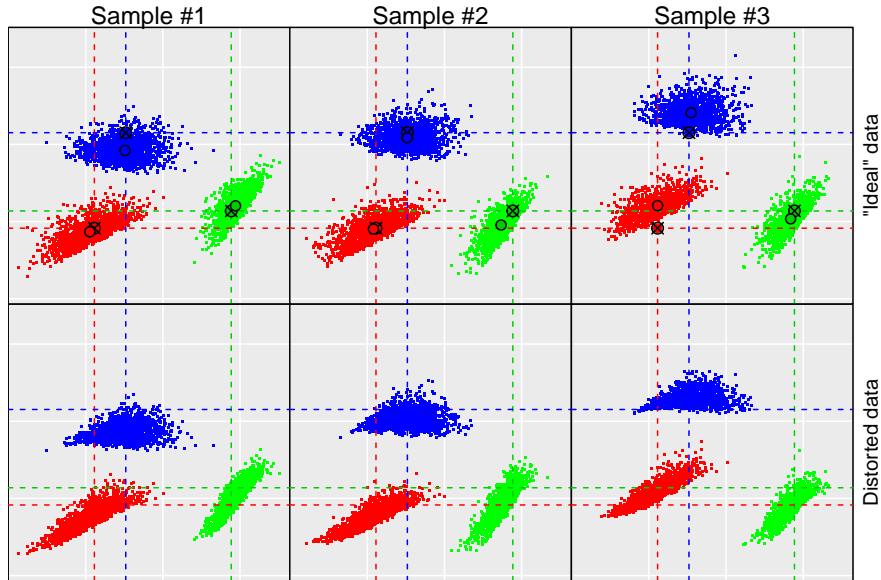 Sample #1
Sample #2
Sample #3
"Ideal" data
Distorted data